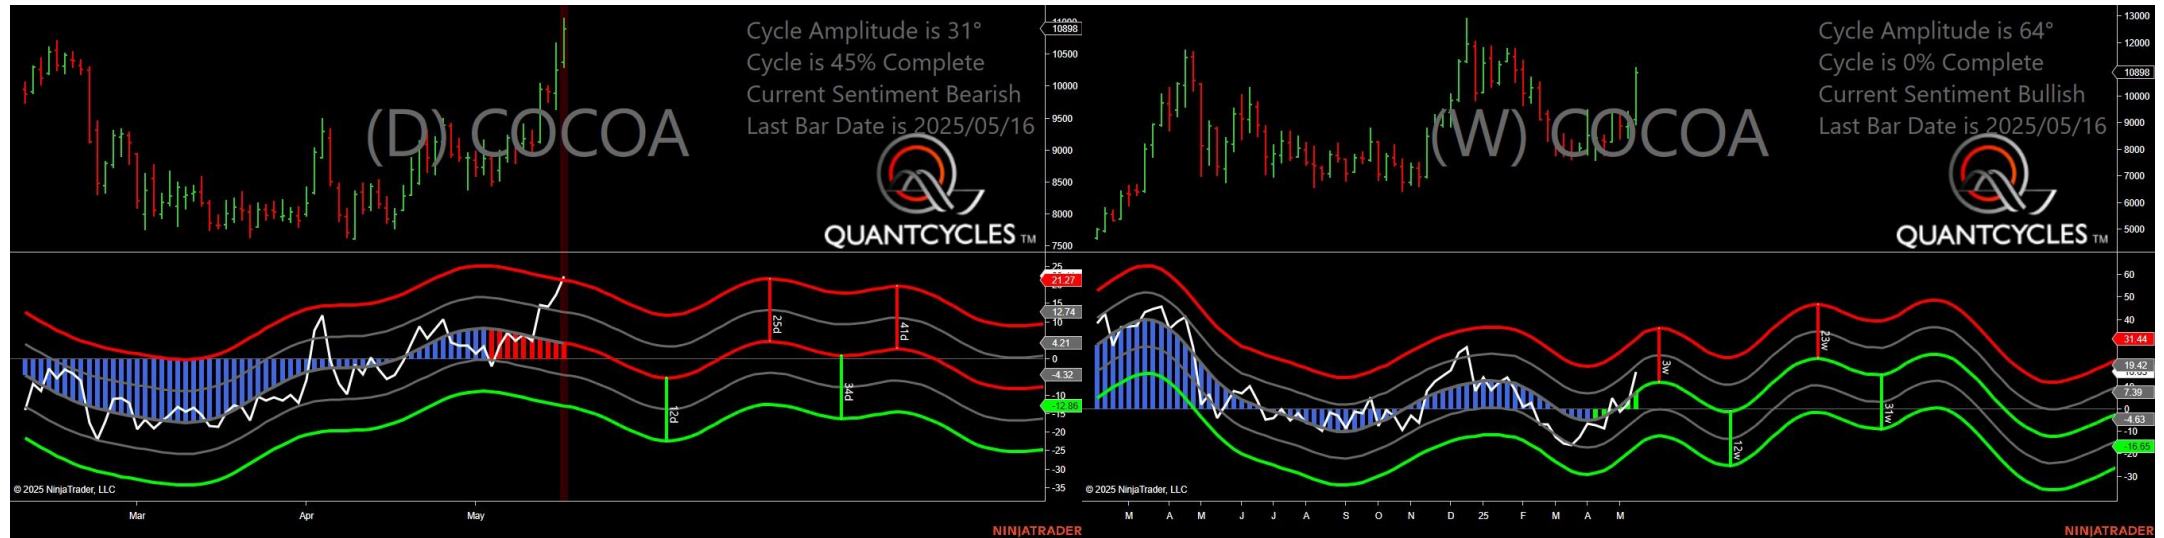 Cycle Amplitude is 31°
Cycle is 45% Complete
Current Sentiment Bearish
Last Bar Date is 2025/05/16
(D) COCOA
QUANTCYCLES TM
10898
10500
10000
9500
9000
8500
8000
7500
25
21.27
15
12.74
10
4.21
0
-4.32
-10
-12.86
-15
-20
-25
-30
-35
25d
41d
12d
34d
© 2025 NinjaTrader, LLC
Mar
Apr
May
NINJATRADER
Cycle Amplitude is 64°
Cycle is 0% Complete
Current Sentiment Bullish
Last Bar Date is 2025/05/16
(W) COCOA
QUANTCYCLES TM
13000
12000
10898
10000
9000
8000
7000
6000
5000
60
50
40
31.44
19.42
7.39
0
-4.63
-10
-16.65
-20
-30
3w
23w
12w
31w
© 2025 NinjaTrader, LLC
M
A
M
J
J
A
S
O
N
D
25
F
M
A
M
NINJATRADER